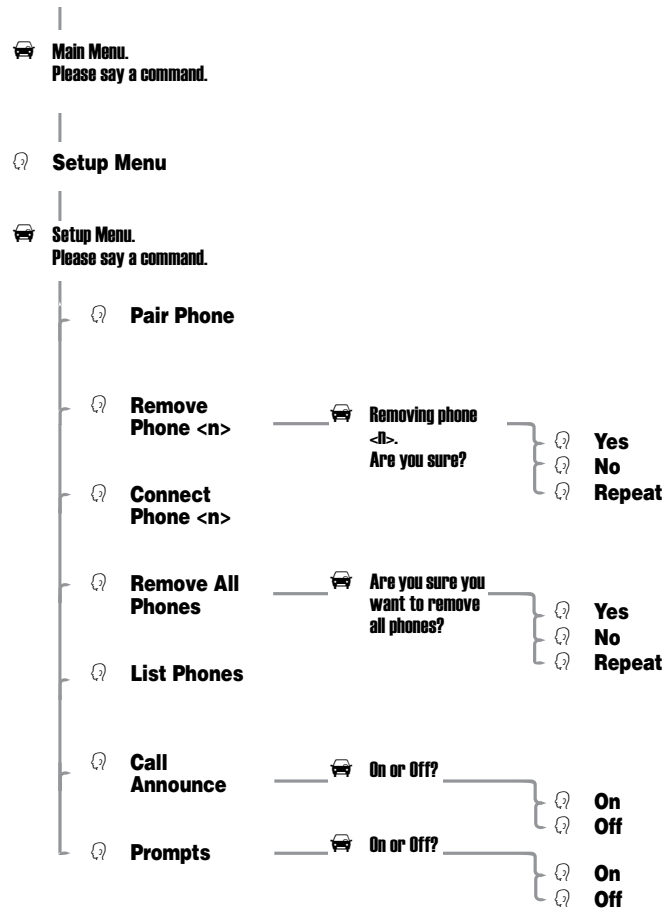 Main Menu.
Please say a command.
Setup Menu
Setup Menu.
Please say a command.
Pair Phone
Remove
Phone <n>
Removing phone
<n>.
Are you sure?
Yes
No
Repeat
Connect
Phone <n>
Remove All
Phones
Are you sure you
want to remove
all phones?
Yes
No
Repeat
List Phones
Call
Announce
On or Off?
On
Off
Prompts
On or Off?
On
Off